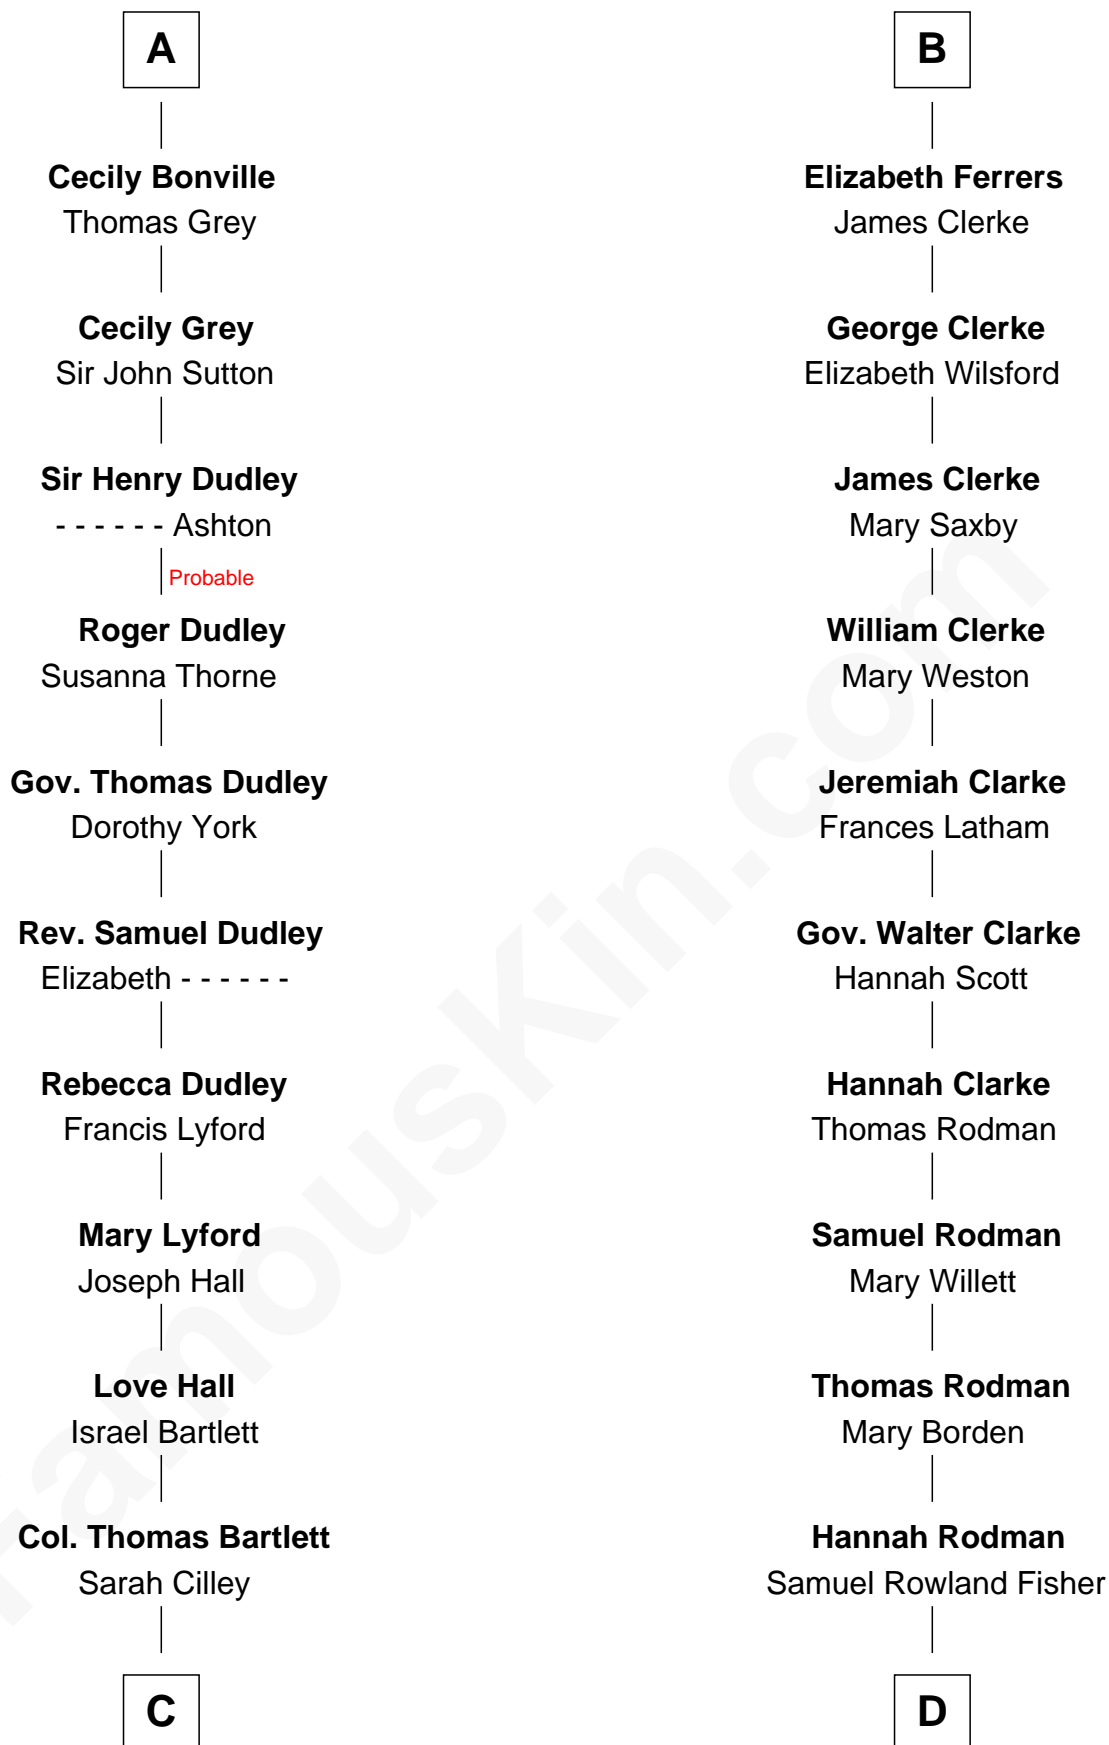 A
Cecily Bonville
Thomas Grey
Cecily Grey
Sir John Sutton
Sir Henry Dudley
- - - - - - Ashton
Probable
Roger Dudley
Susanna Thorne
Gov. Thomas Dudley
Dorothy York
Rev. Samuel Dudley
Elizabeth - - - - - -
Rebecca Dudley
Francis Lyford
Mary Lyford
Joseph Hall
Love Hall
Israel Bartlett
Col. Thomas Bartlett
Sarah Cilley
C
B
Elizabeth Ferrers
James Clerke
George Clerke
Elizabeth Wilsford
James Clerke
Mary Saxby
William Clerke
Mary Weston
Jeremiah Clarke
Frances Latham
Gov. Walter Clarke
Hannah Scott
Hannah Clarke
Thomas Rodman
Samuel Rodman
Mary Willett
Thomas Rodman
Mary Borden
Hannah Rodman
Samuel Rowland Fisher
D
FamousKin.com